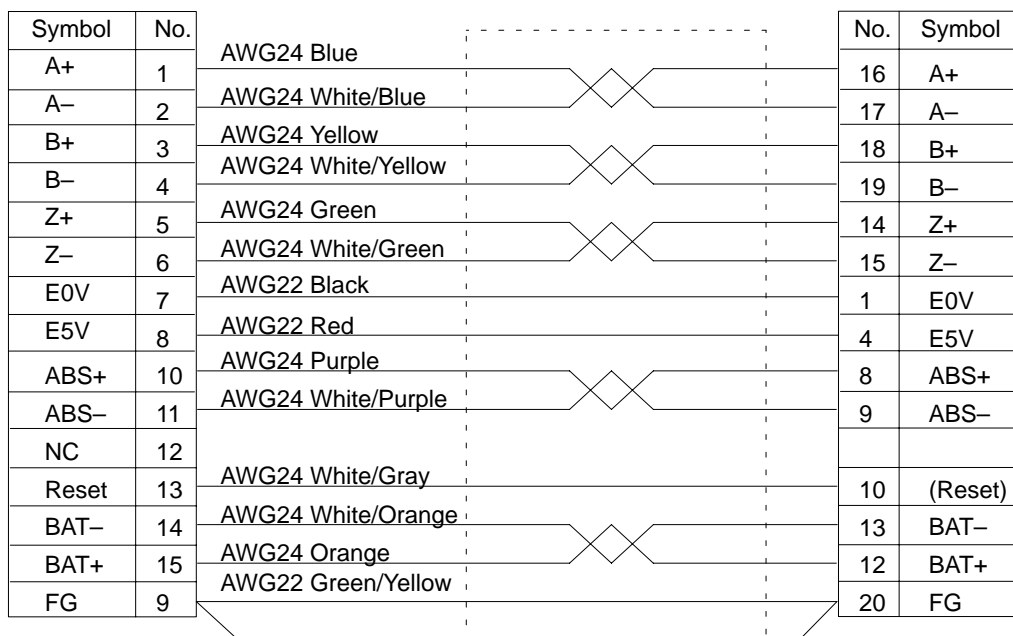 Symbol No. No. Symbol
A+ 1 AWG24 Blue 16 A+
A– 2 AWG24 White/Blue 17 A–
B+ 3 AWG24 Yellow 18 B+
B– 4 AWG24 White/Yellow 19 B–
Z+ 5 AWG24 Green 14 Z+
Z– 6 AWG24 White/Green 15 Z–
E0V 7 AWG22 Black 1 E0V
E5V 8 AWG22 Red 4 E5V
ABS+ 10 AWG24 Purple 8 ABS+
ABS– 11 AWG24 White/Purple 9 ABS–
NC 12
Reset 13 AWG24 White/Gray 10 (Reset)
BAT– 14 AWG24 White/Orange 13 BAT–
BAT+ 15 AWG24 Orange 12 BAT+
FG 9 AWG22 Green/Yellow 20 FG